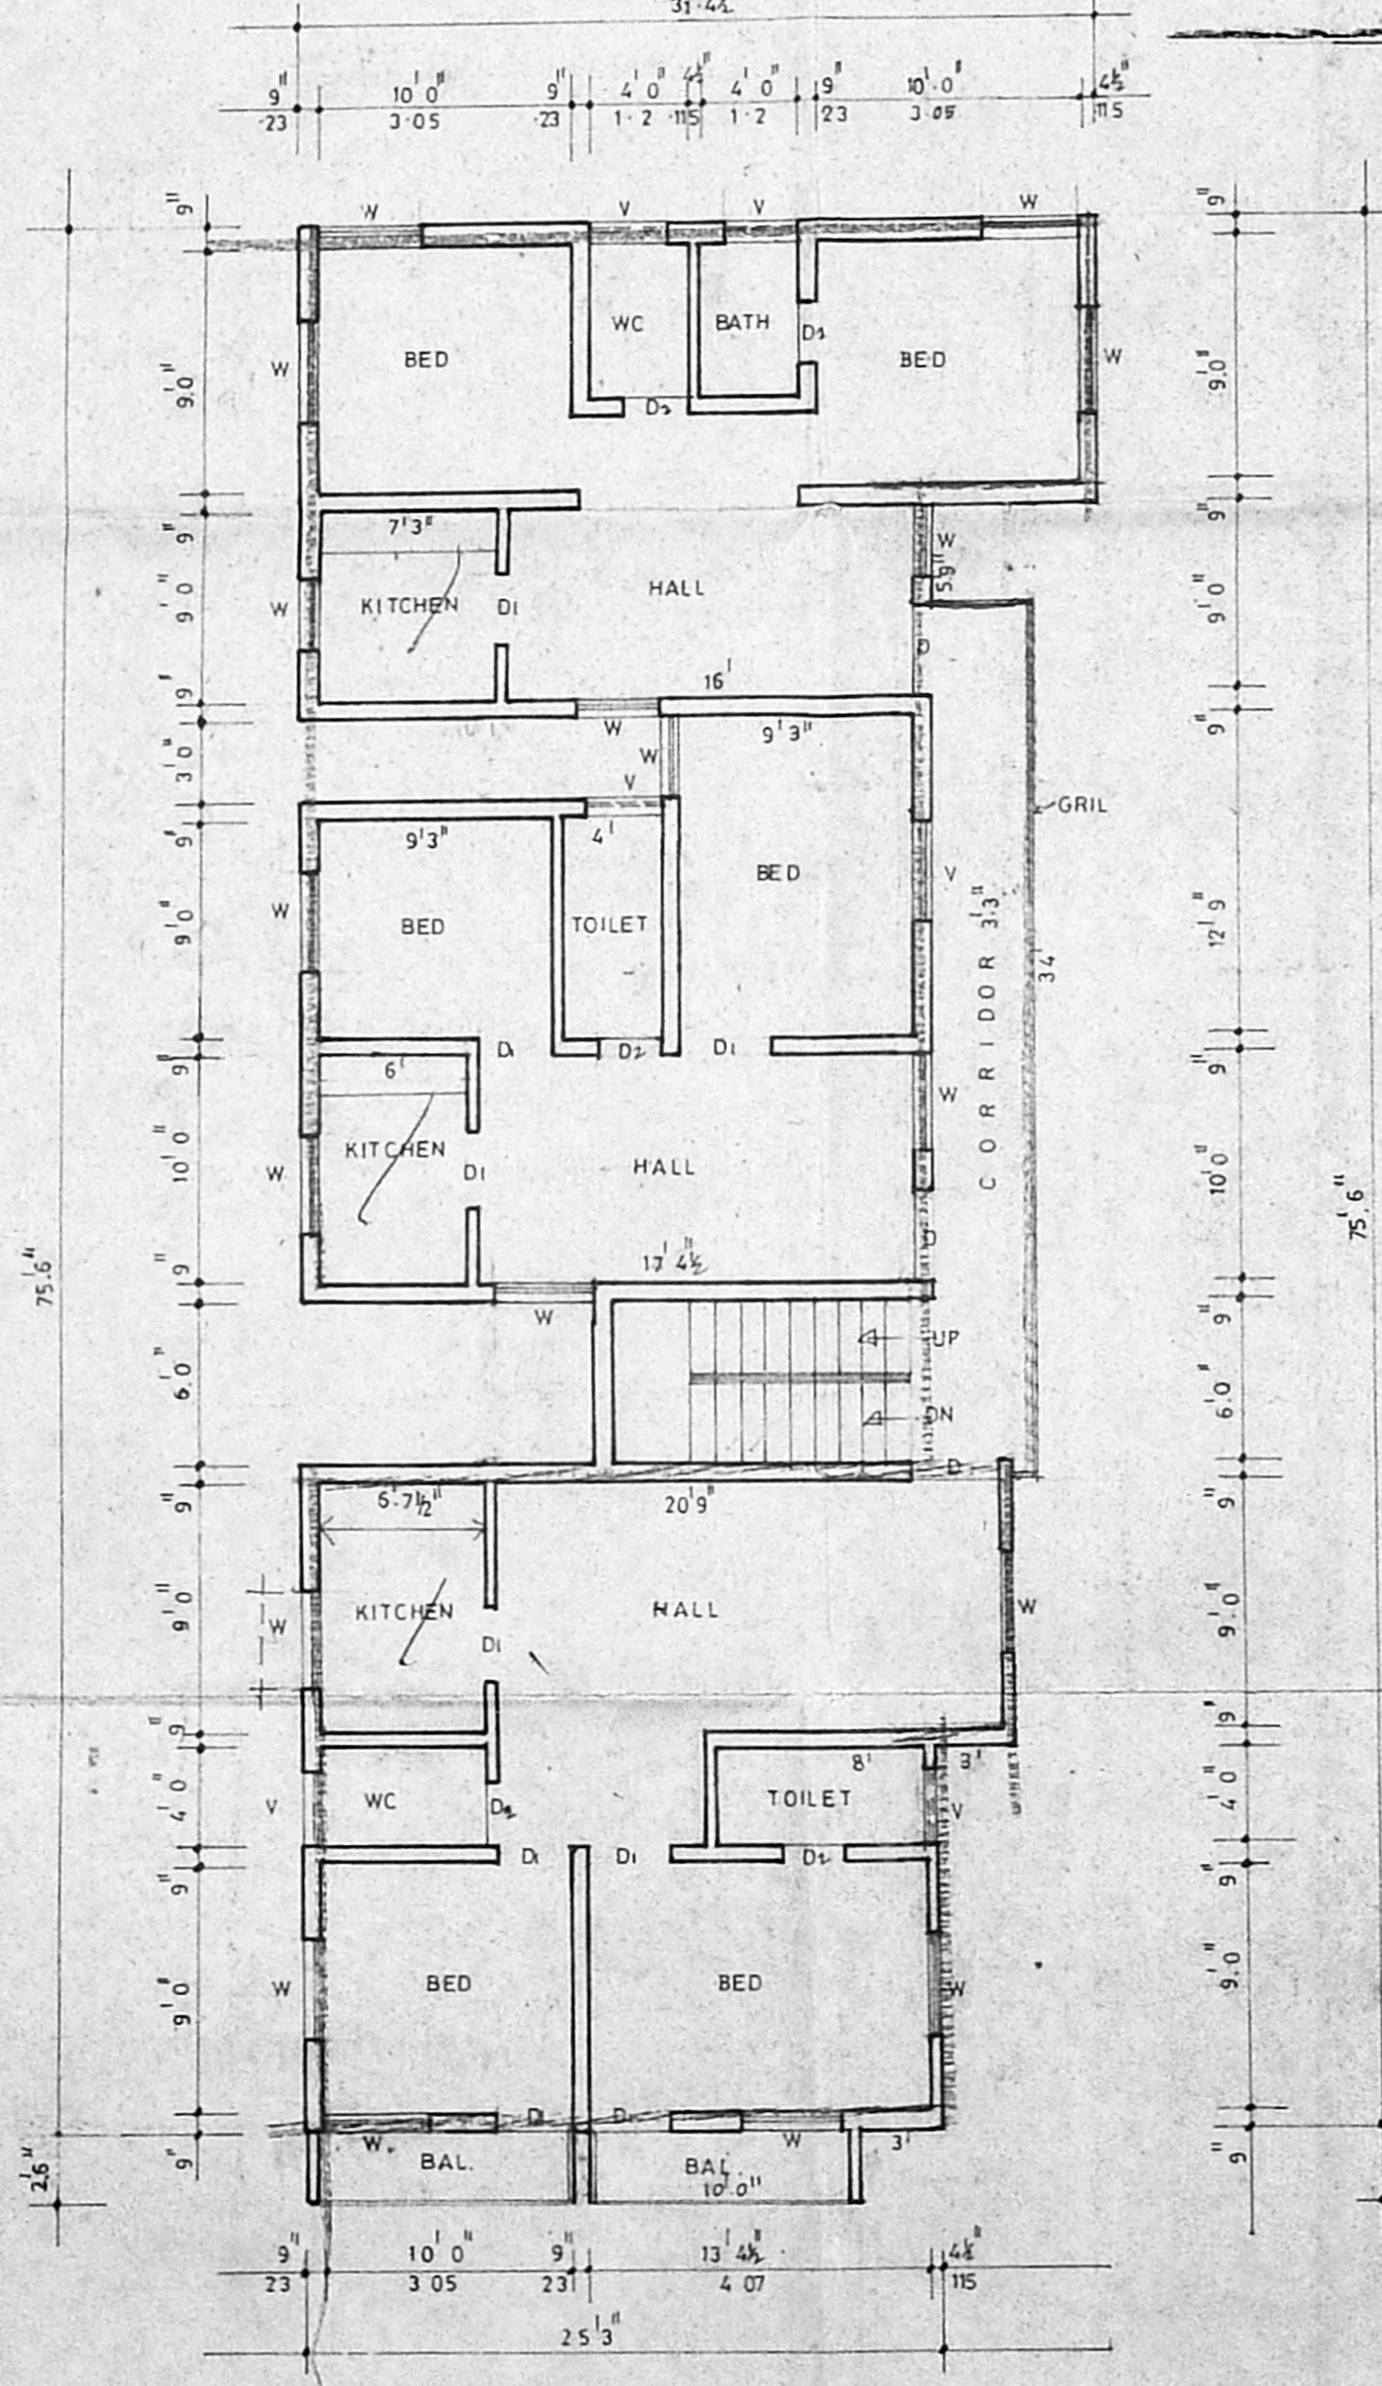 31.4½
9" 10'0" 9" 4'0" 4½" 4'0" 9" 10'.0" 4½"
.23 3.05 .23 1.2 .115 1.2 23 3.05 115
W V V W
9" 9"
WC BATH D1
W BED BED W
9'.0" 9'.0"
D2
9" 9"
7'3"
W
5'9"
HALL
W KITCHEN D1
9'0" 9'0"
D
16'
9' 9"
W 9'3"
W
3'0"
V
GRIL
9' 9'3" 4'
BED V
W BED TOILET
9'0" 12'9"
CORRIDOR 3'.3"
34'
D1 D2 D1
9" 9"
6'
W
KITCHEN HALL
W D1
10'0" 10'0"
75'.6" 75'.6"
D
17'4½"
9" 9"
W
UP
6'.0" 6'.0"
DN
D
9" 6'-7½" 20'9" 9"
KITCHEN HALL W
W D1
9'0" 9'.0"
9 9'
8' 3'
WC TOILET
V D2 V
4'0" 4'0"
D1 D1 D2
9" 9"
W BED BED W
9'0" 9'.0"
D1 D1
W W 3'
BAL. BAL.
10'.0"
2'.6" 9" 9"
9" 10'0" 9" 13'4½" 4½"
23 3 05 23 4 07 115
25'3"